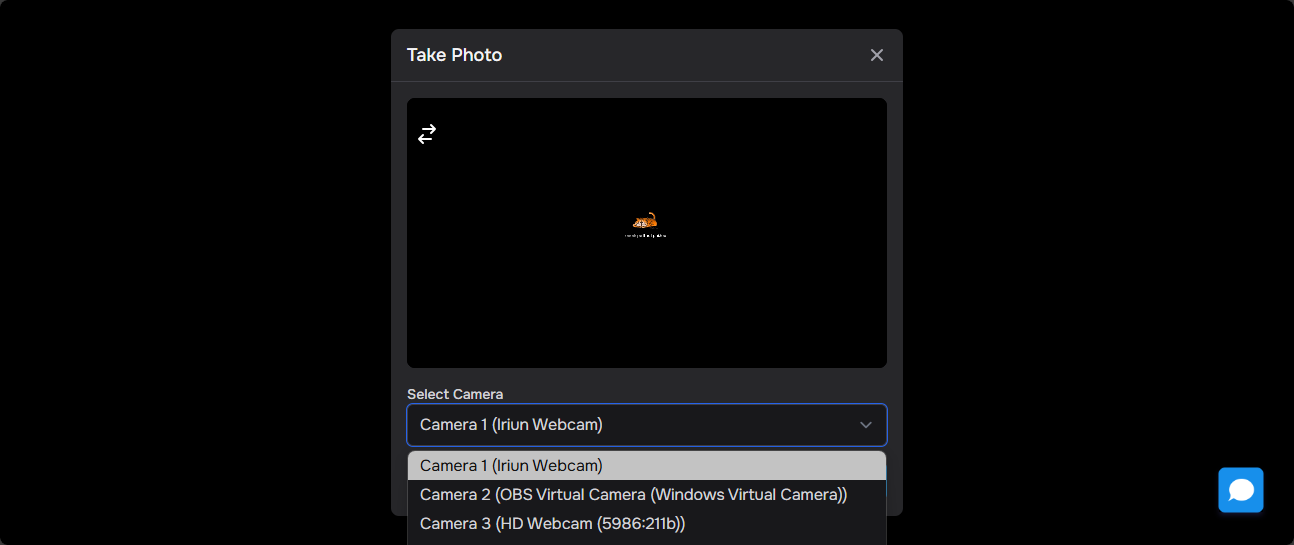 Take Photo
Select Camera
Camera 1 (Iriun Webcam)
Camera 1 (Iriun Webcam)
Camera 2 (OBS Virtual Camera (Windows Virtual Camera))
Camera 3 (HD Webcam (5986:211b))